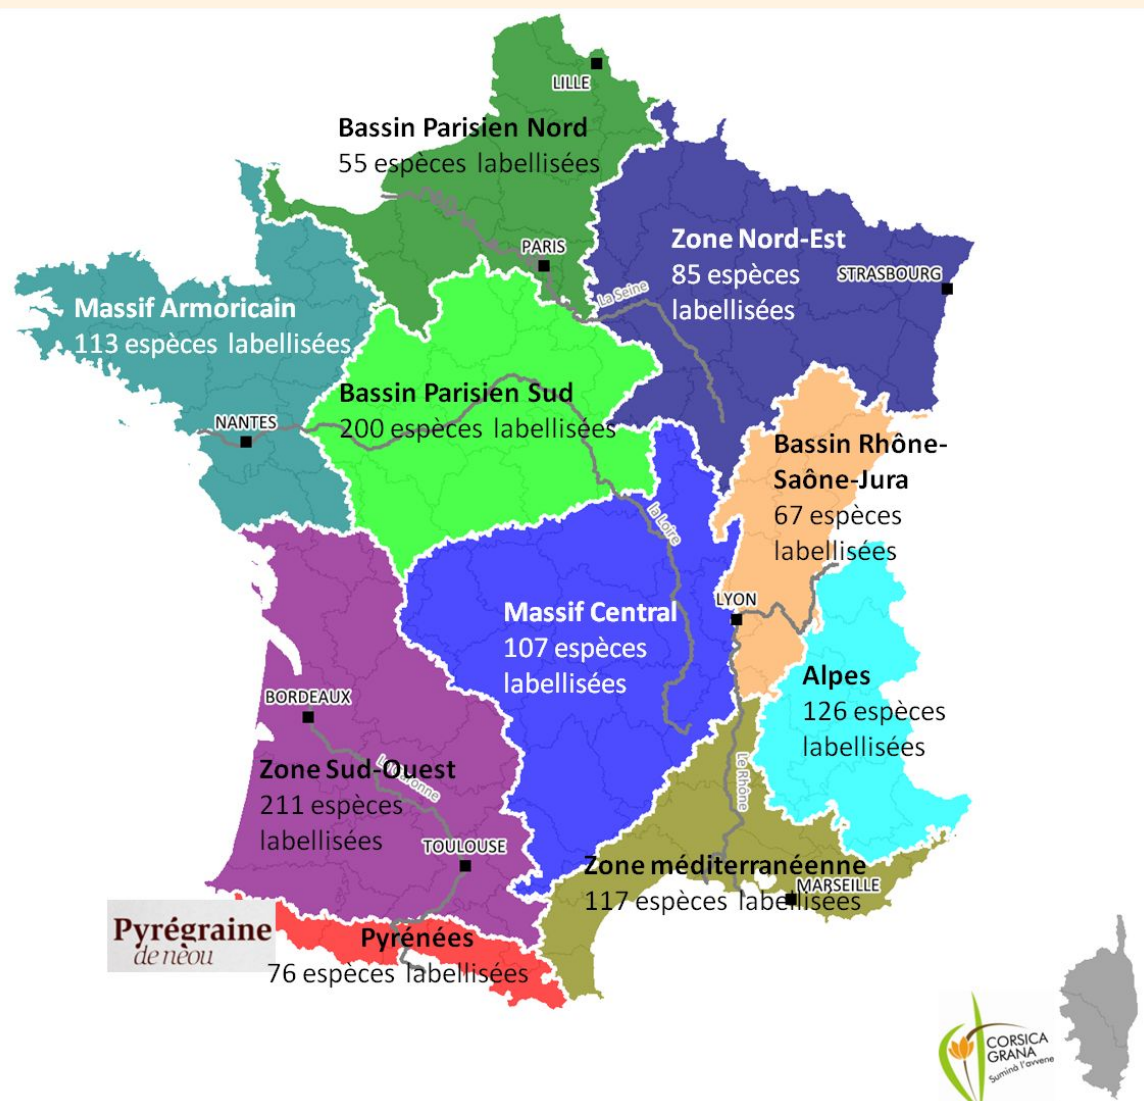 LILLE
Bassin Parisien Nord
55 espèces labellisées
PARIS
Zone Nord-Est
85 espèces
labellisées
STRASBOURG
La Seine
Massif Armoricain
113 espèces labellisées
Bassin Parisien Sud
200 espèces labellisées
NANTES
Bassin Rhône-
Saône-Jura
67 espèces
labellisées
la Loire
LYON
Massif Central
107 espèces
labellisées
Alpes
126 espèces
labellisées
BORDEAUX
Zone Sud-Ouest
211 espèces
labellisées
Le Rhône
TOULOUSE
Zone méditerranéenne
117 espèces labellisées
MARSEILLE
Pyrégraine
de nèou
Pyrénées
76 espèces labellisées
CORSICA
GRANA
Suminà l'avvene